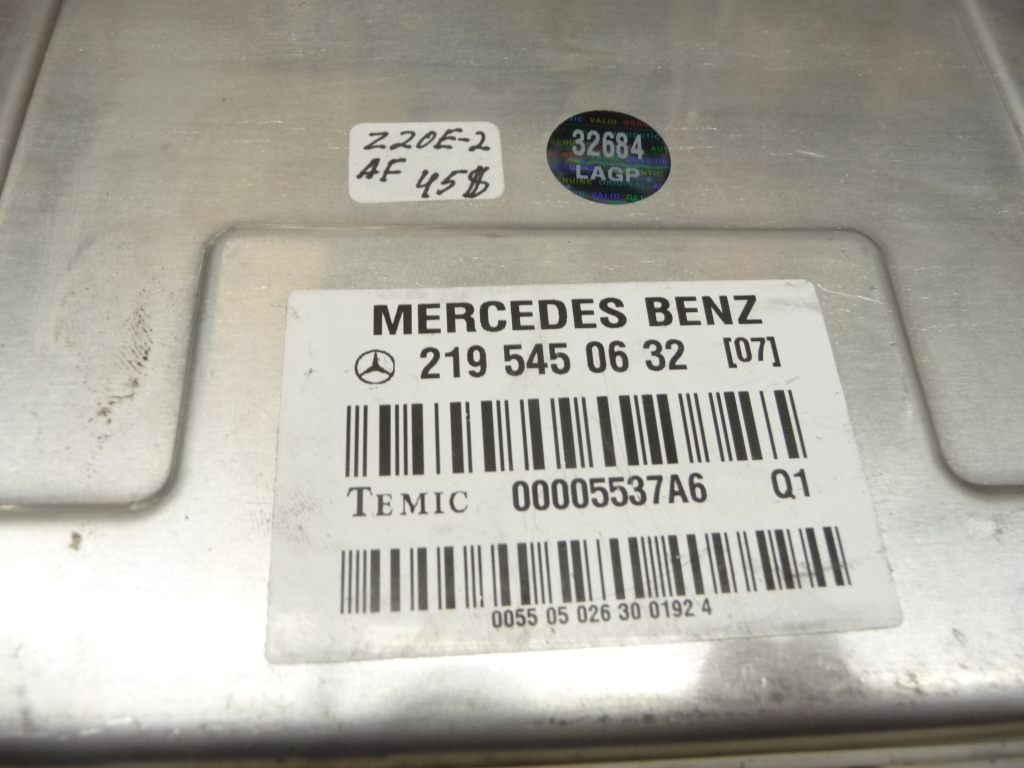 Z20E-2
AF 45$
32684
LAGP
MERCEDES BENZ
219 545 06 32 [07]
TEMIC 00005537A6 Q1
0055 05 026 30 0192 4